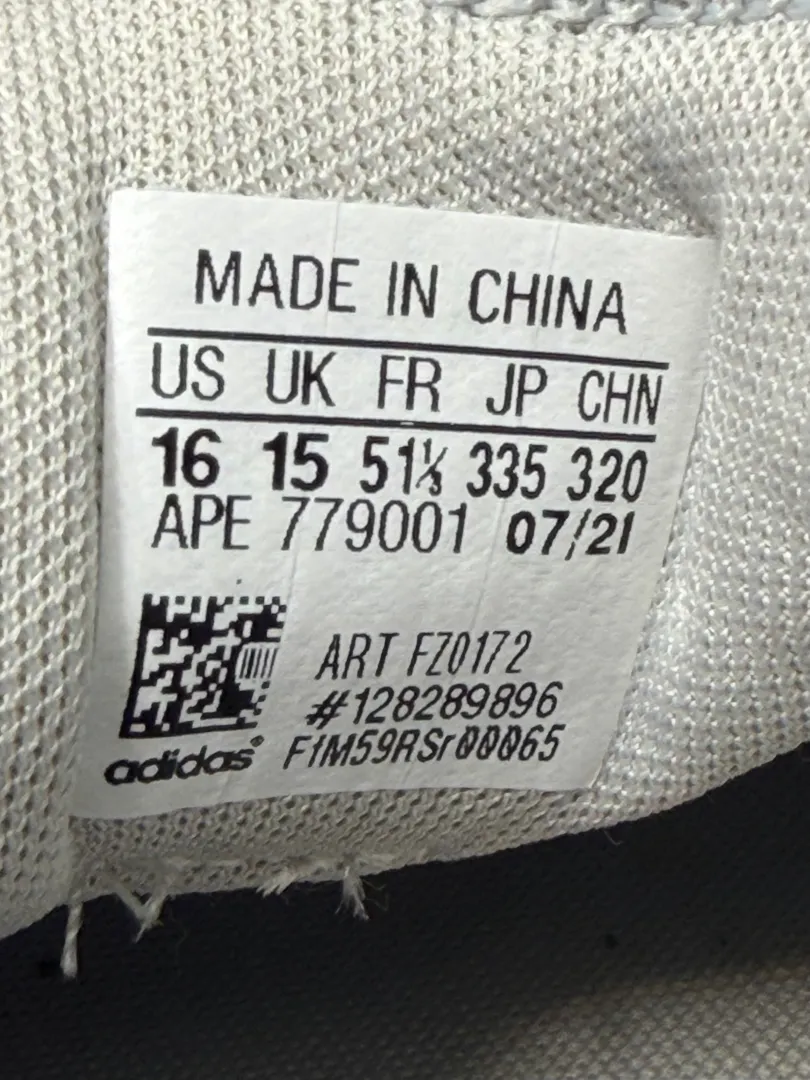 MADE IN CHINA
US UK FR JP CHN
16 15 51⅓ 335 320
APE 779001 07/21
ART FZ0172
#128289896
F1M59RSr00065
adidas®